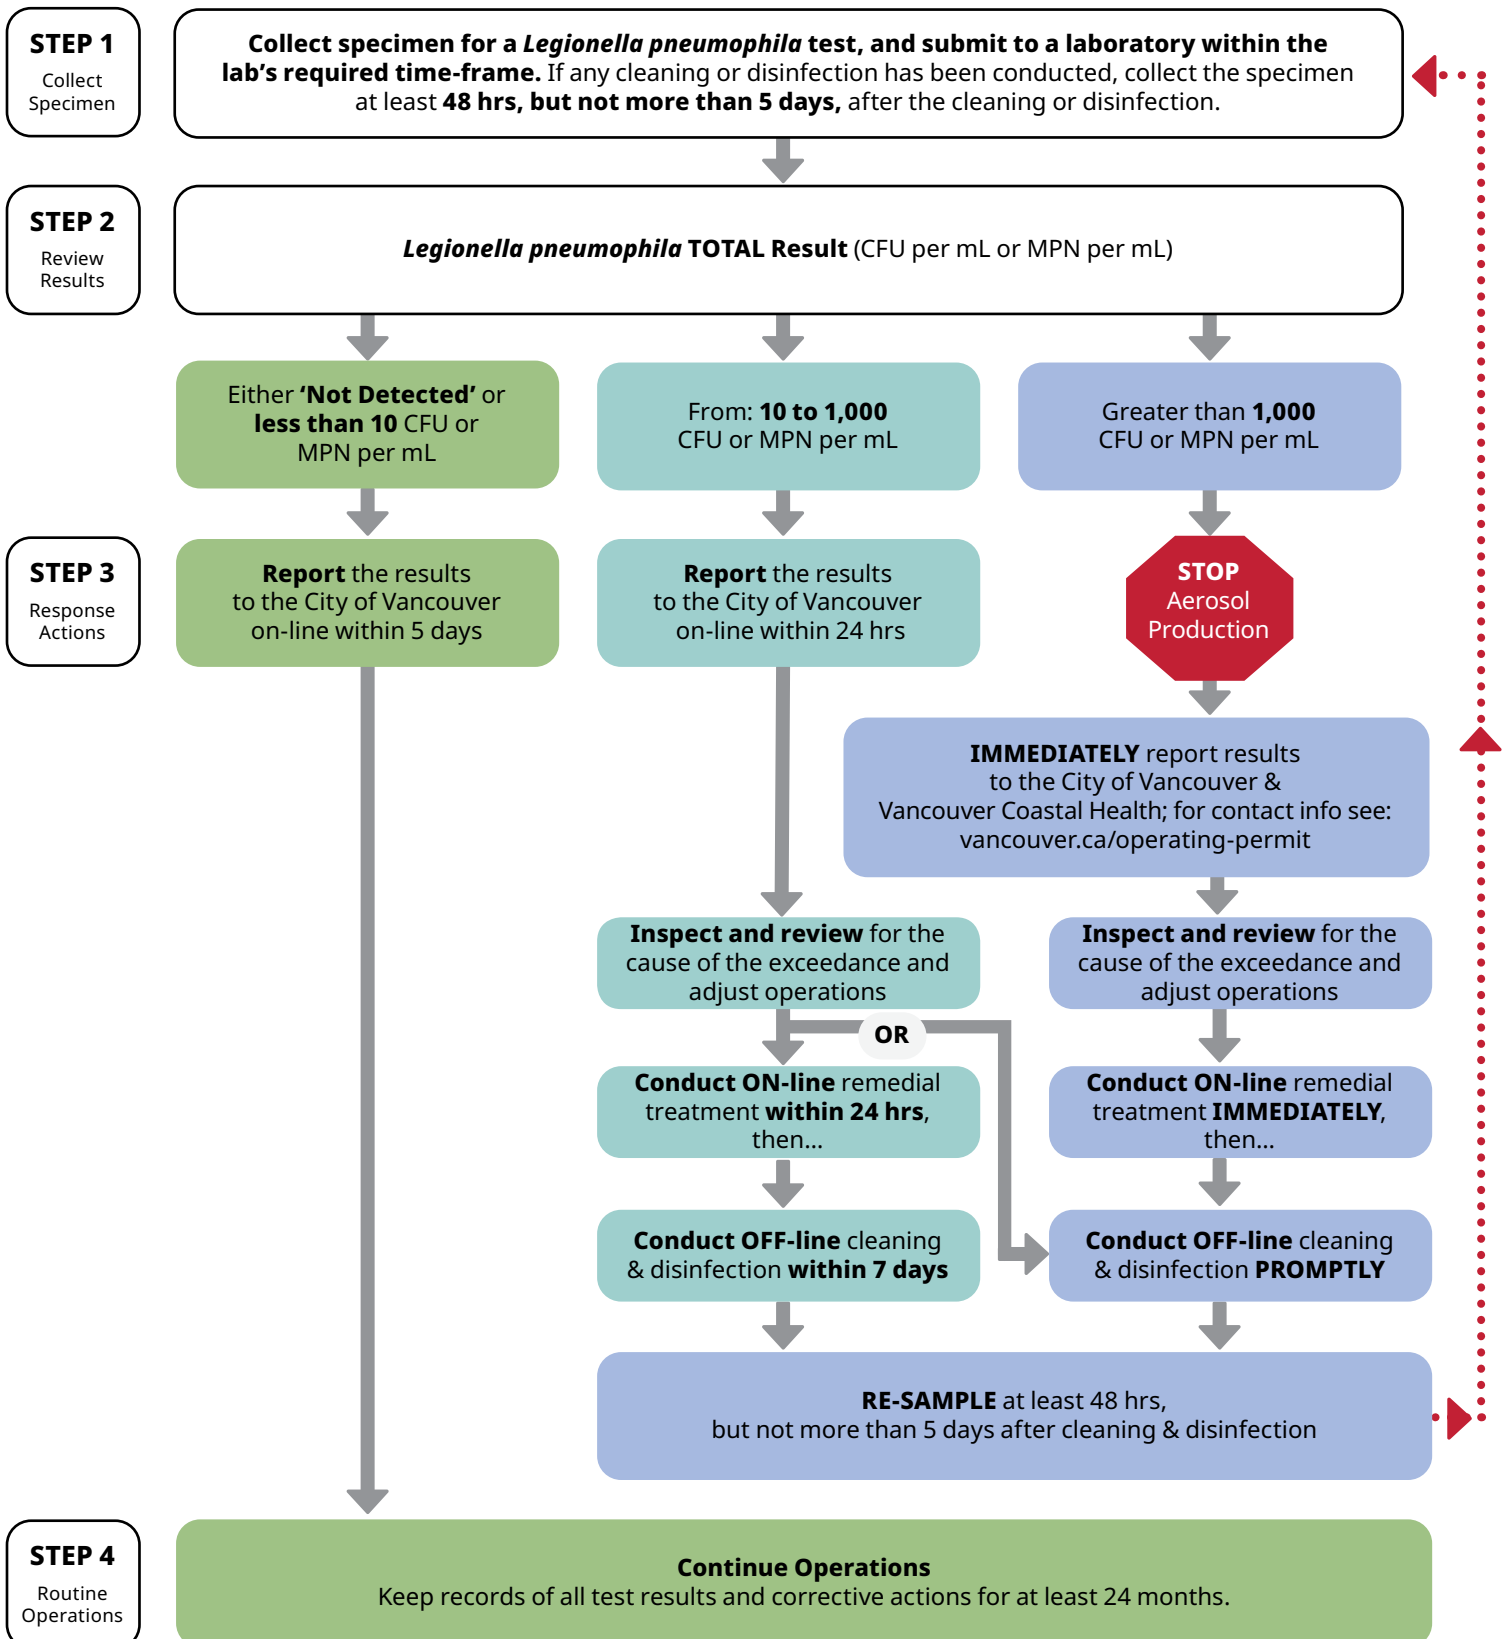 STEP 1
Collect
Specimen
Collect specimen for a Legionella pneumophila test, and submit to a laboratory within the
lab’s required time-frame. If any cleaning or disinfection has been conducted, collect the specimen
at least 48 hrs, but not more than 5 days, after the cleaning or disinfection.
STEP 2
Review
Results
Legionella pneumophila TOTAL Result (CFU per mL or MPN per mL)
Either ‘Not Detected’ or
less than 10 CFU or
MPN per mL
From: 10 to 1,000
CFU or MPN per mL
Greater than 1,000
CFU or MPN per mL
STEP 3
Response
Actions
Report the results
to the City of Vancouver
on-line within 5 days
Report the results
to the City of Vancouver
on-line within 24 hrs
STOP
Aerosol
Production
IMMEDIATELY report results
to the City of Vancouver &
Vancouver Coastal Health; for contact info see:
vancouver.ca/operating-permit
Inspect and review for the
cause of the exceedance and
adjust operations
Inspect and review for the
cause of the exceedance and
adjust operations
OR
Conduct ON-line remedial
treatment within 24 hrs,
then...
Conduct ON-line remedial
treatment IMMEDIATELY,
then...
Conduct OFF-line cleaning
& disinfection within 7 days
Conduct OFF-line cleaning
& disinfection PROMPTLY
RE-SAMPLE at least 48 hrs,
but not more than 5 days after cleaning & disinfection
STEP 4
Routine
Operations
Continue Operations
Keep records of all test results and corrective actions for at least 24 months.